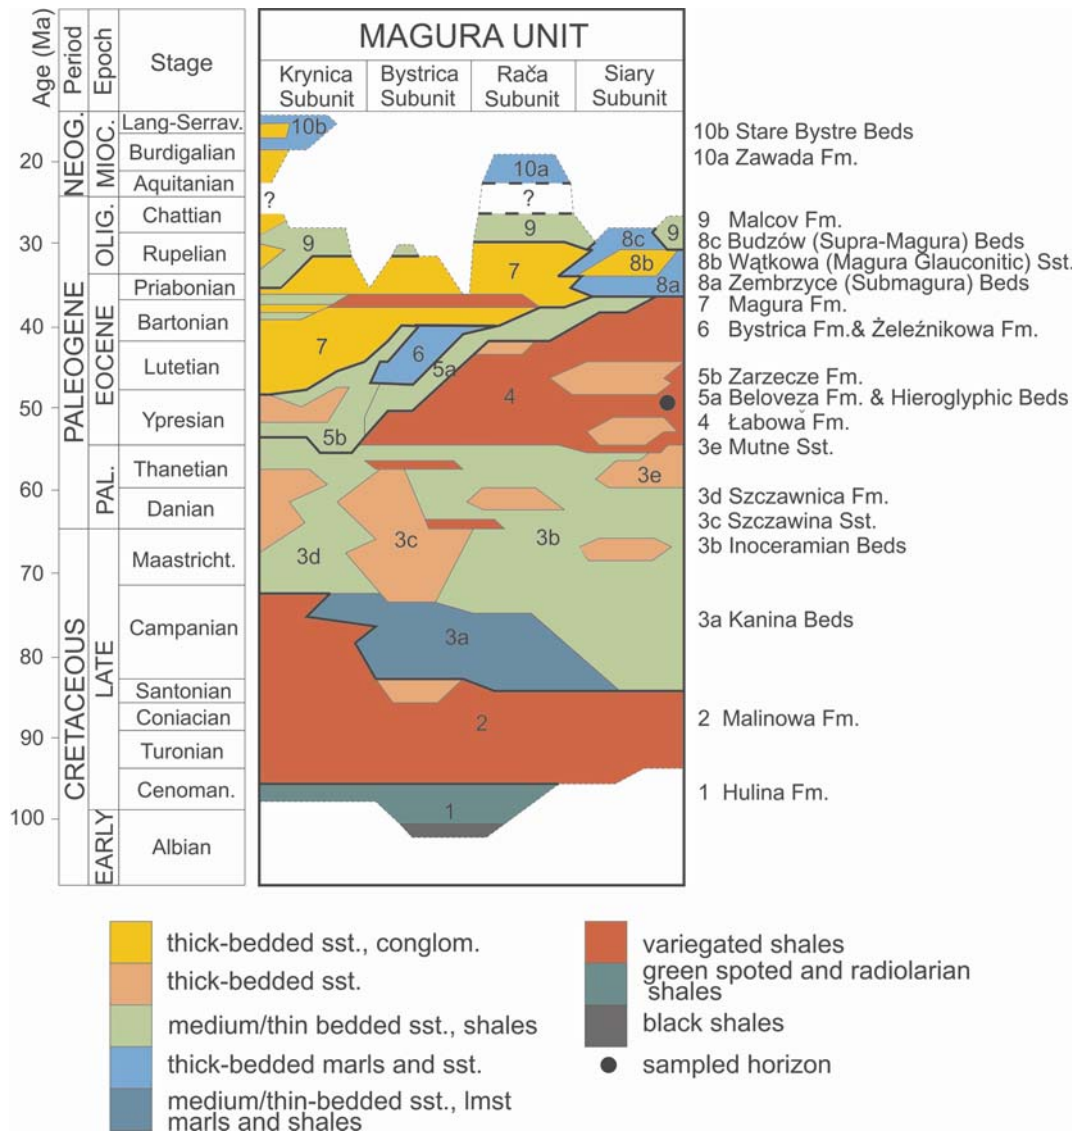 MAGURA UNIT
Age (Ma)
Period
Epoch
Stage
Krynica
Subunit
Bystrica
Subunit
Rača
Subunit
Siary
Subunit
NEOG.
PALEOGENE
CRETACEOUS
MIOC.
OLIG.
EOCENE
PAL.
LATE
EARLY
Lang-Serrav.
Burdigalian
Aquitanian
Chattian
Rupelian
Priabonian
Bartonian
Lutetian
Ypresian
Thanetian
Danian
Maastricht.
Campanian
Santonian
Coniacian
Turonian
Cenoman.
Albian
20
30
40
50
60
70
80
90
100
10b
10a
?
?
9
9
8c
9
8b
8a
7
7
6
5a
4
5b
3e
3c
3b
3d
3a
2
1
10b Stare Bystre Beds
10a Zawada Fm.
9 Malcov Fm.
8c Budzów (Supra-Magura) Beds
8b Wątkowa (Magura Glauconitic) Sst.
8a Zembrzyce (Submagura) Beds
7 Magura Fm.
6 Bystrica Fm.& Żeleźnikowa Fm.
5b Zarzecze Fm.
5a Beloveza Fm. & Hieroglyphic Beds
4 Łabowa Fm.
3e Mutne Sst.
3d Szczawnica Fm.
3c Szczawina Sst.
3b Inoceramian Beds
3a Kanina Beds
2 Malinowa Fm.
1 Hulina Fm.
thick-bedded sst., conglom.
thick-bedded sst.
medium/thin bedded sst., shales
thick-bedded marls and sst.
medium/thin-bedded sst., lmst
marls and shales
variegated shales
green spoted and radiolarian
shales
black shales
sampled horizon